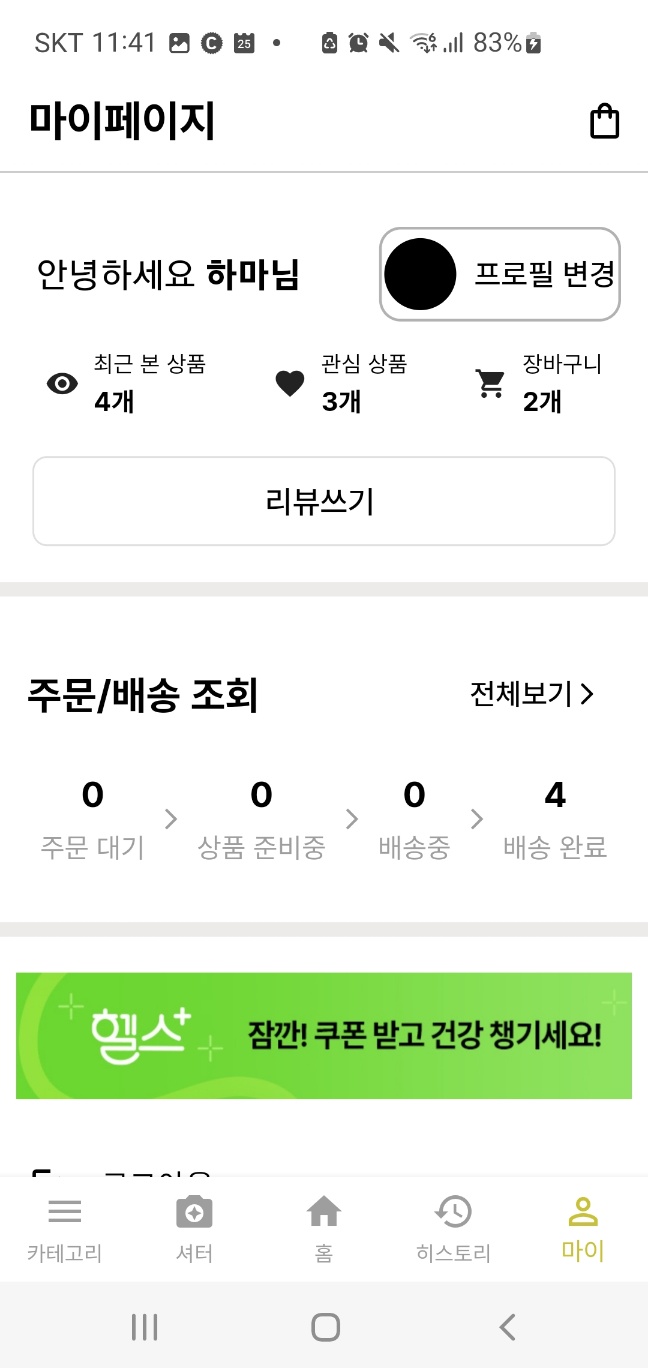 SKT 11:41 C 25 83%
마이페이지
안녕하세요 하마님
프로필 변경
최근 본 상품
4개
관심 상품
3개
장바구니
2개
리뷰쓰기
주문/배송 조회
전체보기
0
주문 대기
0
상품 준비중
0
배송중
4
배송 완료
헬스+
잠깐! 쿠폰 받고 건강 챙기세요!
카테고리
셔터
홈
히스토리
마이